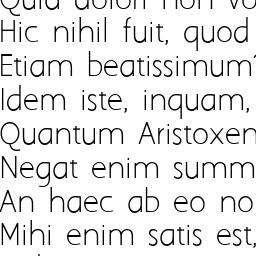 Quid dolori non vo
Hic nihil fuit, quod
Etiam beatissimum?
Idem iste, inquam,
Quantum Aristoxen
Negat enim summ
An haec ab eo no
Mihi enim satis est,